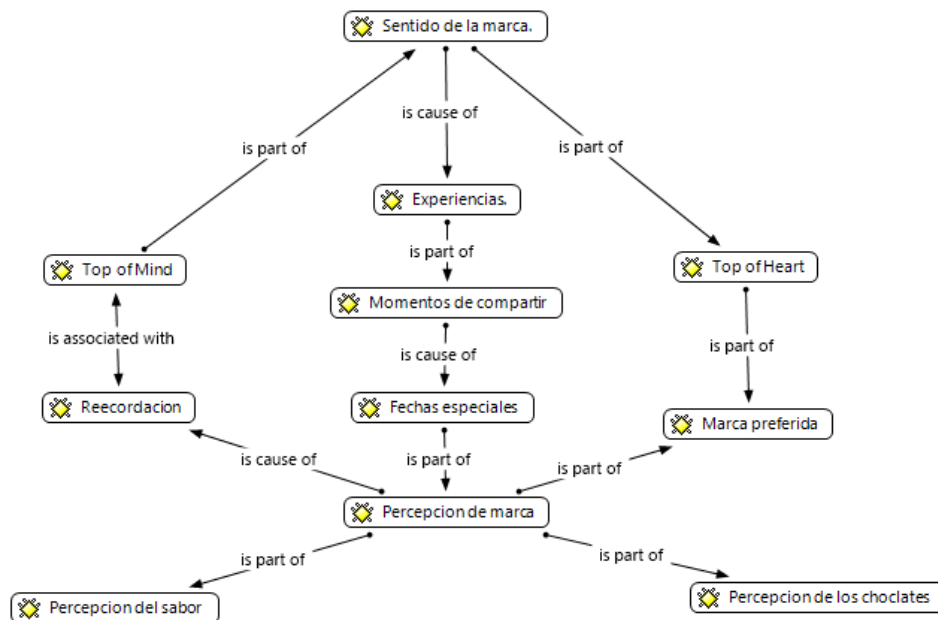 Sentido de la marca.
is cause of
is part of
is part of
Experiencias.
is part of
Top of Mind
Top of Heart
Momentos de compartir
is associated with
is cause of
is part of
Reecordacion
Fechas especiales
Marca preferida
is cause of
is part of
is part of
Percepcion de marca
is part of
is part of
Percepcion del sabor
Percepcion de los choclates